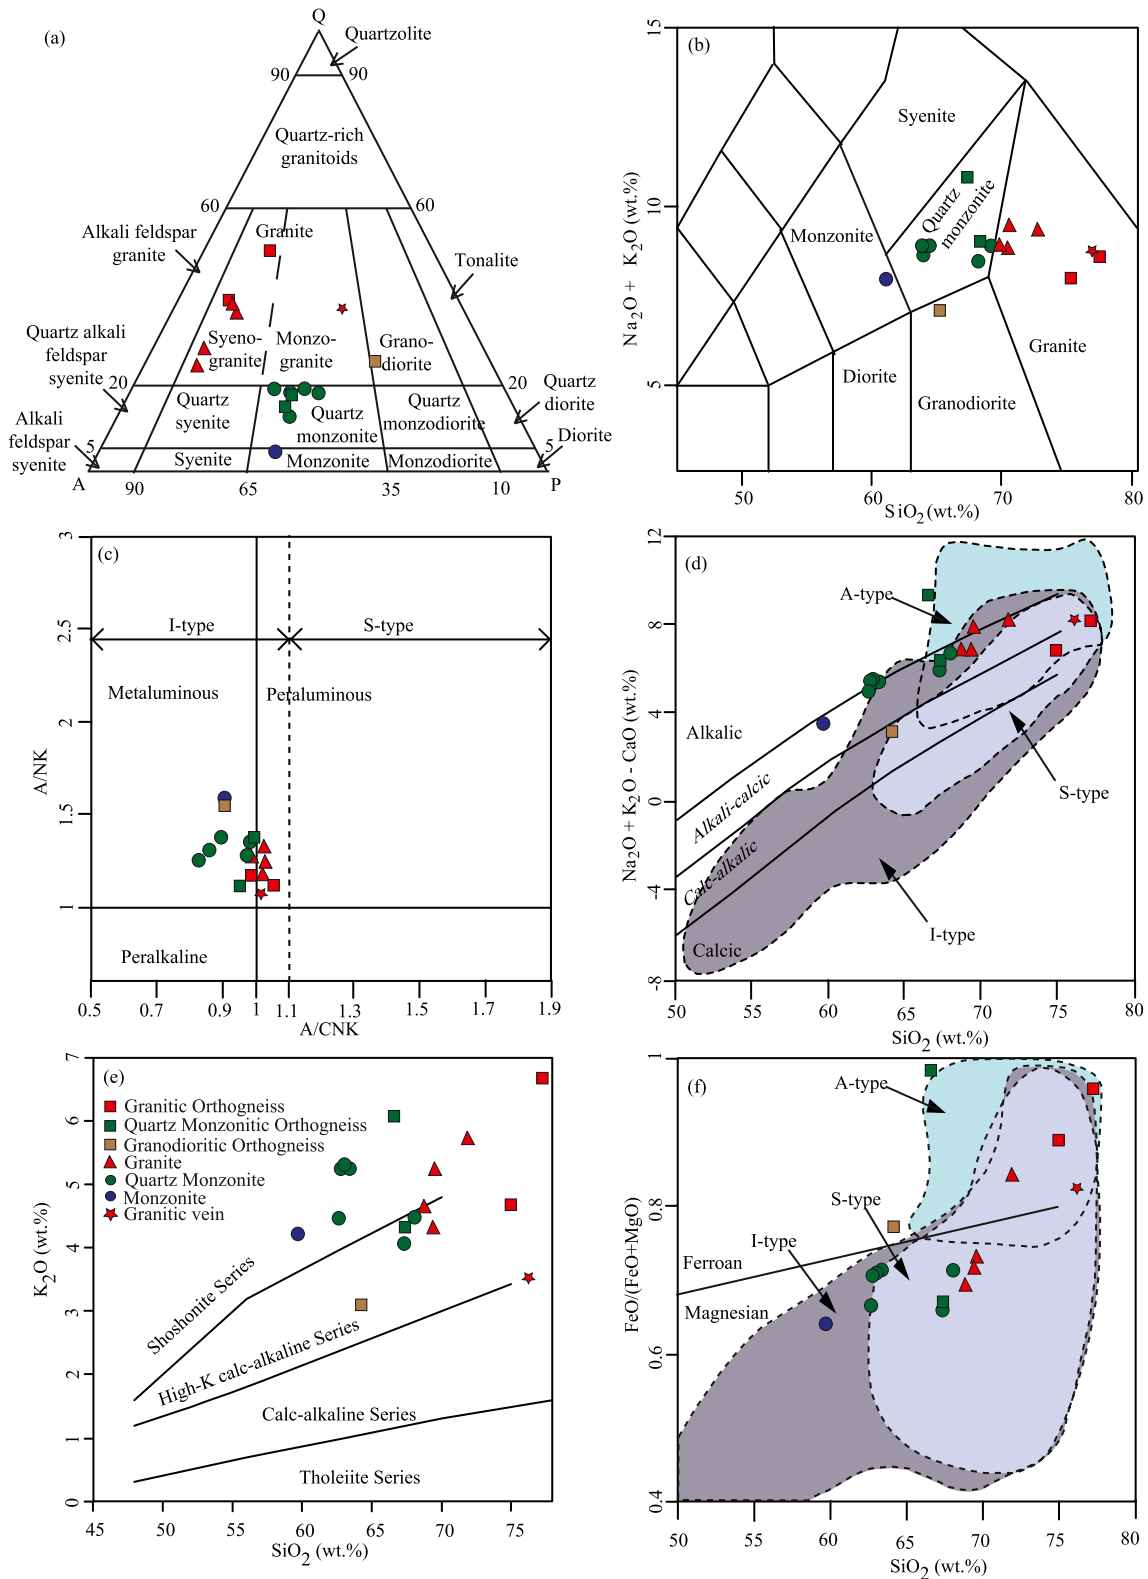 (a)
Q
Quartzolite
90
90
Quartz-rich
granitoids
60
60
Alkali feldspar
granite
Granite
Tonalite
Quartz alkali
feldspar
syenite
Syeno-
granite
Monzo-
granite
Grano-
diorite
20
20
Quartz
diorite
Alkali
feldspar
syenite
Quartz
syenite
Quartz
monzonite
Quartz
monzodiorite
Diorite
5
5
Syenite
Monzonite
Monzodiorite
A
90
65
35
10
P
(b)
15
10
5
Na2O + K2O (wt.%)
Syenite
Quartz
monzonite
Monzonite
Diorite
Granodiorite
Granite
50
60
70
80
SiO2 (wt.%)
(c)
3
2.5
2
1.5
1
A/NK
I-type
S-type
Metaluminous
Peraluminous
Peralkaline
0.5
0.7
0.9
1
1.1
1.3
1.5
1.7
1.9
A/CNK
(d)
12
8
4
0
-4
-8
Na2O + K2O - CaO (wt.%)
A-type
Alkalic
Alkali-calcic
Calc-alkalic
Calcic
S-type
I-type
50
60
65
70
75
80
SiO2 (wt.%)
(e)
7
6
5
4
3
2
1
0
K2O (wt.%)
Granitic Orthogneiss
Quartz Monzonitic Orthogneiss
Granodioritic Orthogneiss
Granite
Quartz Monzonite
Monzonite
Granitic vein
Shoshonite Series
High-K calc-alkaline Series
Calc-alkaline Series
Tholeiite Series
45
50
55
60
65
70
75
SiO2 (wt.%)
(f)
1
0.8
0.6
0.4
FeO/(FeO+MgO)
A-type
S-type
I-type
Ferroan
Magnesian
50
60
65
70
80
SiO2 (wt.%)